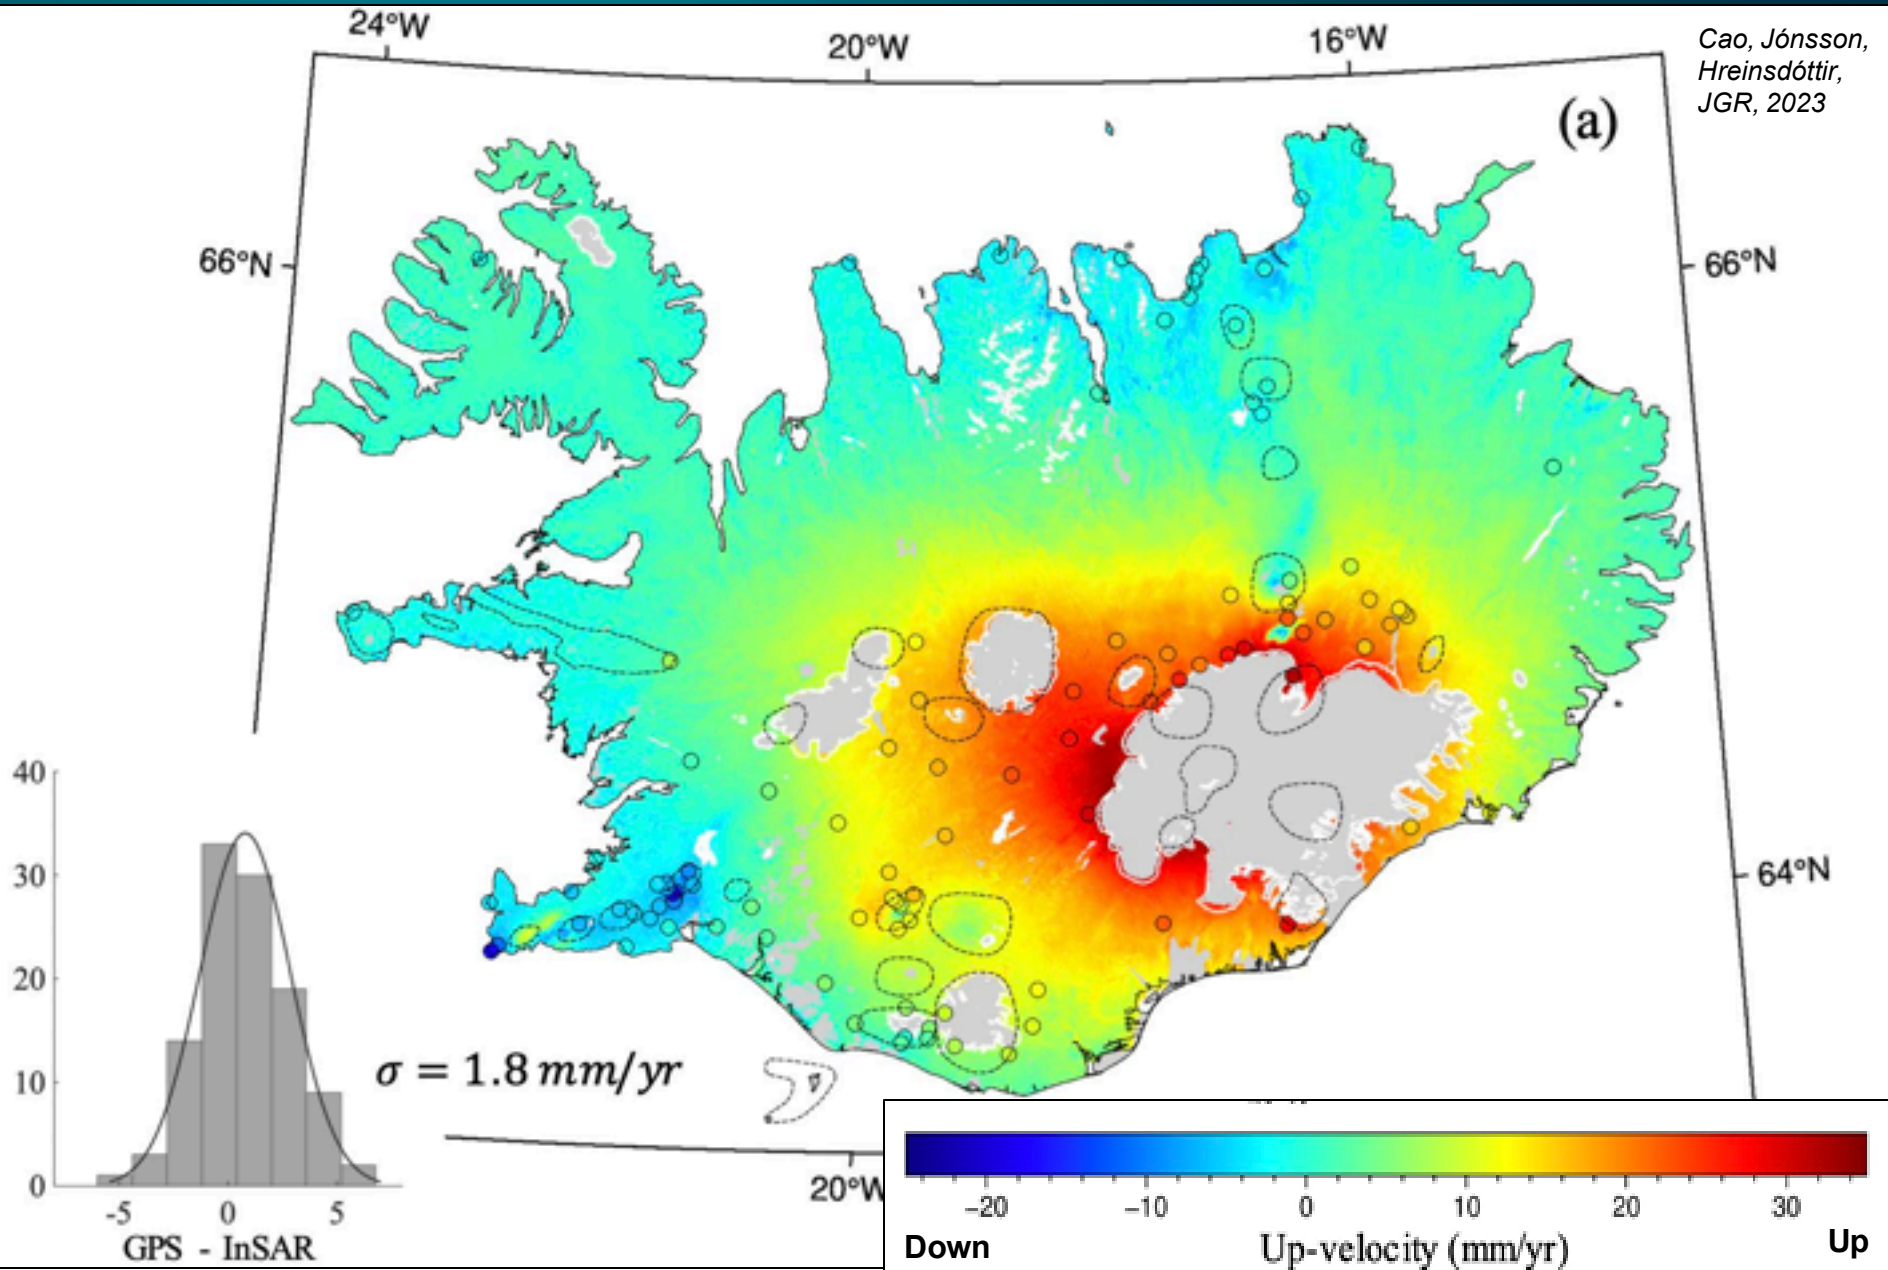 24°W
20°W
16°W
Cao, Jónsson,
Hreinsdóttir,
JGR, 2023
(a)
66°N
66°N
64°N
40
30
20
10
0
-5 0 5
GPS - InSAR
σ = 1.8 mm/yr
20°W
−20 −10 0 10 20 30
Down
Up-velocity (mm/yr)
Up